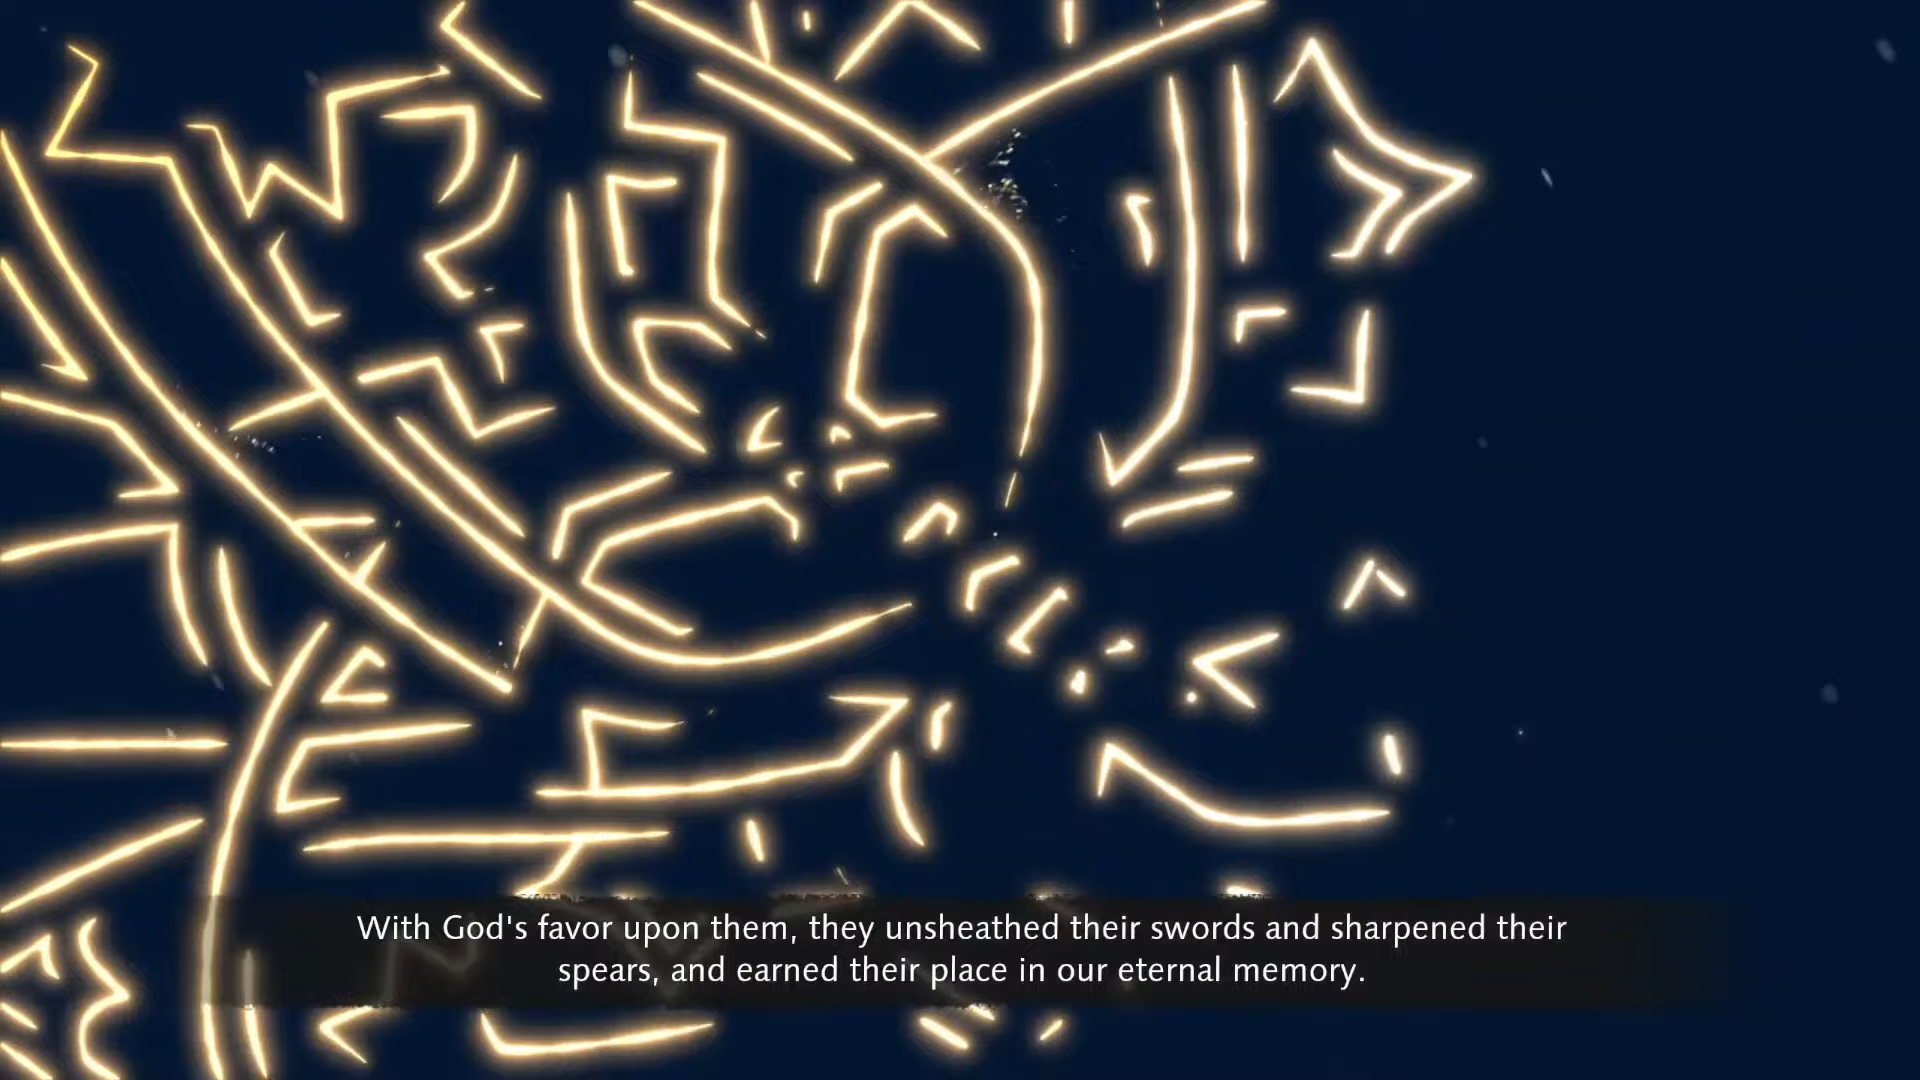 With God's favor upon them, they unsheathed their swords and sharpened their
spears, and earned their place in our eternal memory.